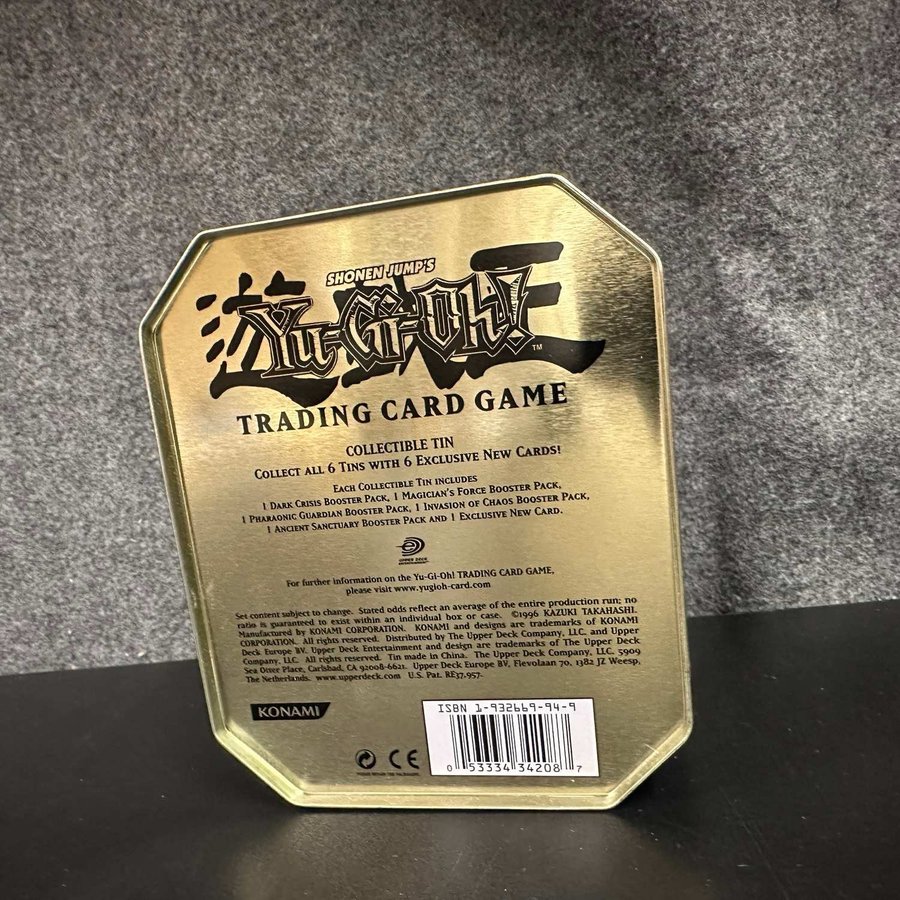 SHONEN JUMP'S
遊戯王
Yu-Gi-Oh!™
TRADING CARD GAME
COLLECTIBLE TIN
COLLECT ALL 6 TINS WITH 6 EXCLUSIVE NEW CARDS!
EACH COLLECTIBLE TIN INCLUDES
1 DARK CRISIS BOOSTER PACK, 1 MAGICIAN'S FORCE BOOSTER PACK,
1 PHARAONIC GUARDIAN BOOSTER PACK, 1 INVASION OF CHAOS BOOSTER PACK,
1 ANCIENT SANCTUARY BOOSTER PACK AND 1 EXCLUSIVE NEW CARD.
UPPER DECK
ENTERTAINMENT
For further information on the Yu-Gi-Oh! TRADING CARD GAME,
please visit www.yugioh-card.com
Set content subject to change. Stated odds reflect an average of the entire production run; no
ratio is guaranteed to exist within an individual box or case. ©1996 KAZUKI TAKAHASHI.
Manufactured by KONAMI CORPORATION. KONAMI and designs are trademarks of KONAMI
CORPORATION. All rights reserved. Distributed by The Upper Deck Company, LLC. and Upper
Deck Europe BV. Upper Deck Entertainment and design are trademarks of The Upper Deck
Company, LLC. All rights reserved. Tin made in China. The Upper Deck Company, LLC. 5909
Sea Otter Place, Carlsbad, CA 92008-6621. Upper Deck Europe BV, Flevolaan 70, 1382 JZ Weesp,
The Netherlands. www.upperdeck.com U.S. Pat. RE37,957.
KONAMI
CE
ISBN 1-932669-94-9
0 53334 34208 7